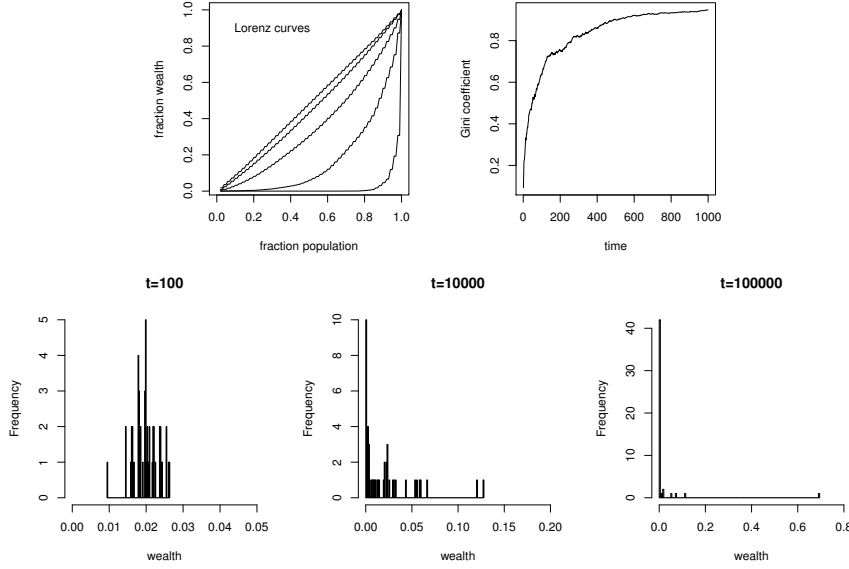 Lorenz curves
fraction wealth
0.0 0.2 0.4 0.6 0.8 1.0
0.0 0.2 0.4 0.6 0.8 1.0
fraction population
Gini coefficient
0.2 0.4 0.6 0.8
0 200 400 600 800 1000
time
t=100
Frequency
0 1 2 3 4 5
0.00 0.01 0.02 0.03 0.04 0.05
wealth
t=10000
Frequency
0 2 4 6 8 10
0.00 0.05 0.10 0.15 0.20
wealth
t=100000
Frequency
0 10 20 30 40
0.0 0.2 0.4 0.6 0.8
wealth